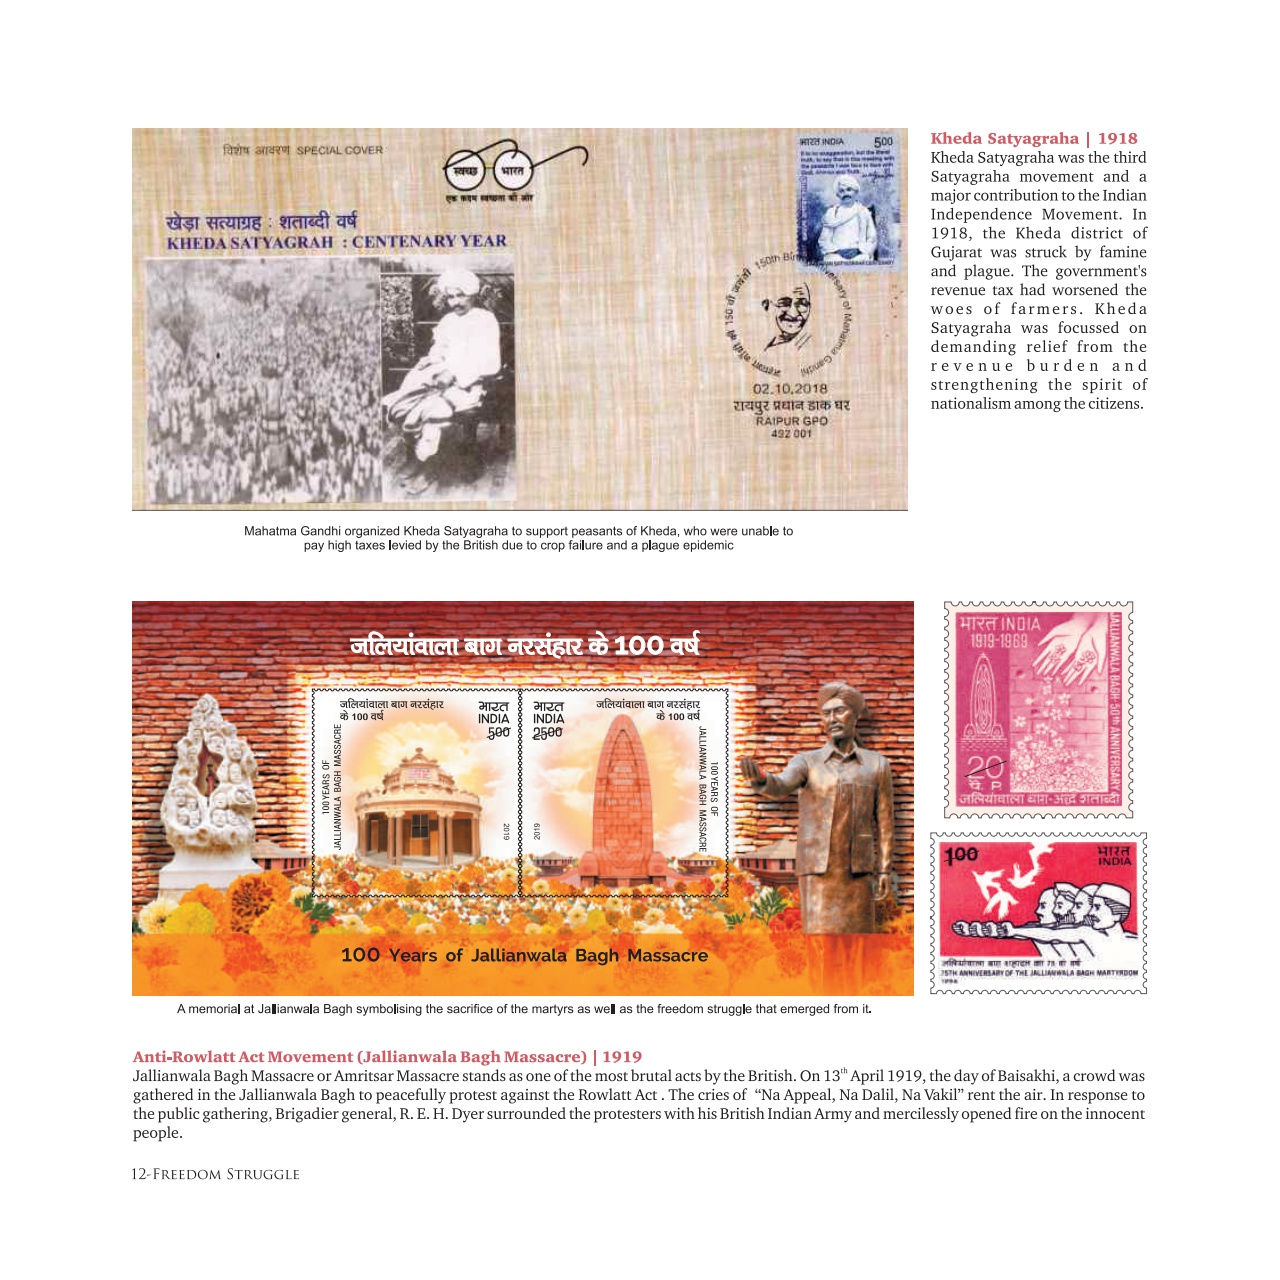 विशेष आवरण SPECIAL COVER
स्वच्छ भारत
एक कदम स्वच्छता की ओर
खेड़ा सत्याग्रह : शताब्दी वर्ष
KHEDA SATYAGRAH : CENTENARY YEAR
भारत INDIA 500
150th Birth Anniversary of Mahatma Gandhi
02.10.2018
रायपुर प्रधान डाक घर
RAIPUR GPO
492 001
Kheda Satyagraha | 1918
Kheda Satyagraha was the third
Satyagraha movement and a
major contribution to the Indian
Independence Movement. In
1918, the Kheda district of
Gujarat was struck by famine
and plague. The government's
revenue tax had worsened the
woes of farmers. Kheda
Satyagraha was focussed on
demanding relief from the
revenue burden and
strengthening the spirit of
nationalism among the citizens.
Mahatma Gandhi organized Kheda Satyagraha to support peasants of Kheda, who were unable to
pay high taxes levied by the British due to crop failure and a plague epidemic
जलियांवाला बाग नरसंहार के 100 वर्ष
जलियांवाला बाग नरसंहार
के 100 वर्ष
भारत
INDIA
500
100 YEARS OF
JALLIANWALA BAGH MASSACRE
2019
भारत
INDIA
2500
जलियांवाला बाग नरसंहार
के 100 वर्ष
100 YEARS OF
JALLIANWALA BAGH MASSACRE
2019
100 Years of Jallianwala Bagh Massacre
भारत INDIA
1919-1969
JALLIANWALA BAGH 50th ANNIVERSARY
20
पै. P.
जलियांवाला बाग-अर्द्ध शताब्दी
100
भारत
INDIA
जलियांवाला बाग शहादत की 75 वीं वर्ष
75TH ANNIVERSARY OF THE JALLIANWALA BAGH MARTYRDOM
A memorial at Jallianwala Bagh symbolising the sacrifice of the martyrs as well as the freedom struggle that emerged from it.
Anti-Rowlatt Act Movement (Jallianwala Bagh Massacre) | 1919
Jallianwala Bagh Massacre or Amritsar Massacre stands as one of the most brutal acts by the British. On 13th April 1919, the day of Baisakhi, a crowd was
gathered in the Jallianwala Bagh to peacefully protest against the Rowlatt Act . The cries of “Na Appeal, Na Dalil, Na Vakil” rent the air. In response to
the public gathering, Brigadier general, R. E. H. Dyer surrounded the protesters with his British Indian Army and mercilessly opened fire on the innocent
people.
12-FREEDOM STRUGGLE